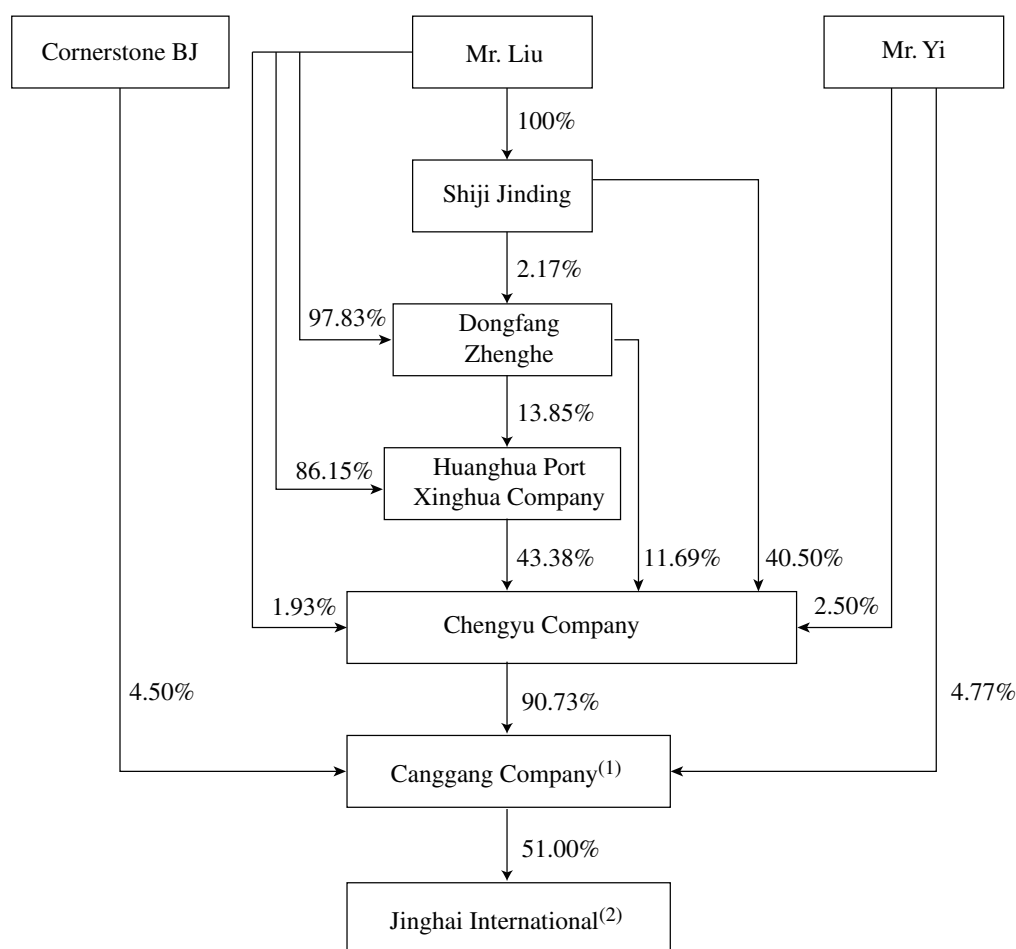 Cornerstone BJ
Mr. Liu
Mr. Yi
100%
Shiji Jinding
2.17%
97.83%
Dongfang
Zhenghe
13.85%
86.15%
Huanghua Port
Xinghua Company
43.38%
11.69%
40.50%
1.93%
Chengyu Company
2.50%
4.50%
90.73%
4.77%
Canggang Company(1)
51.00%
Jinghai International(2)